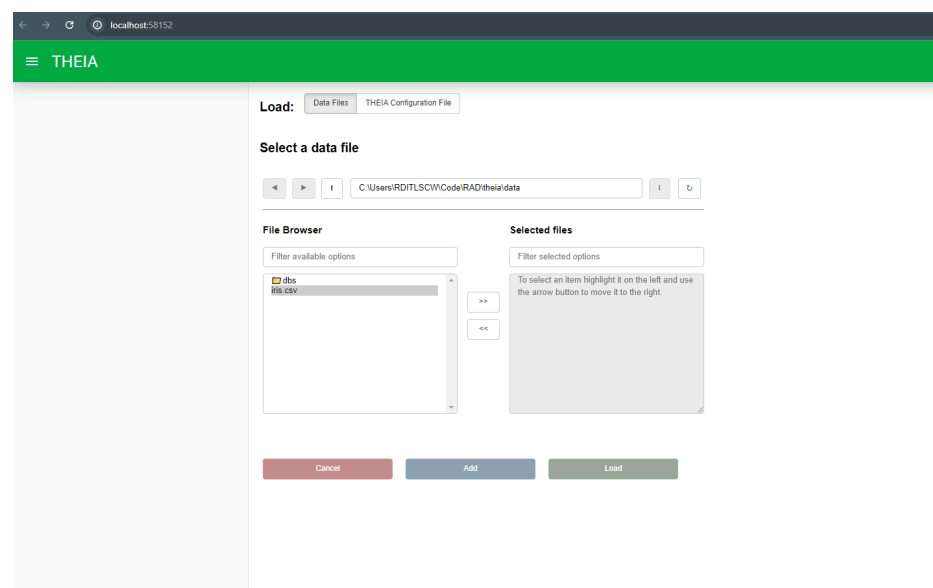 localhost:58152
THEIA
Load:
Data Files
THEIA Configuration File
Select a data file
C:\Users\RDITLSCW\Code\RAD\theia\data
File Browser
Selected files
Filter available options
Filter selected options
dbs
iris.csv
To select an item highlight it on the left and use
the arrow button to move it to the right.
>>
<<
Cancel
Add
Load